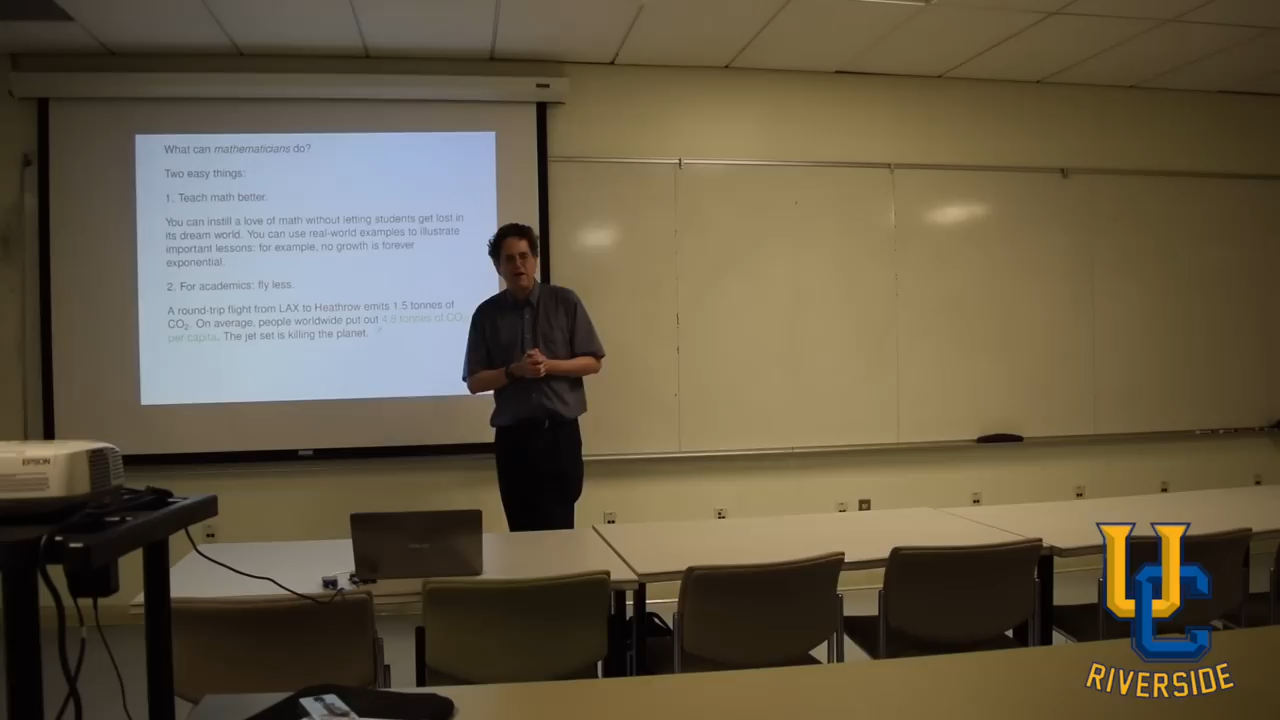 What can mathematicians do?
Two easy things:
1. Teach math better.
You can instill a love of math without letting students get lost in
its dream world. You can use real-world examples to illustrate
important lessons: for example, no growth is forever
exponential.
2. For academics: fly less.
A round-trip flight from LAX to Heathrow emits 1.5 tonnes of
CO2. On average, people worldwide put out 4.8 tonnes of CO2
per capita. The jet set is killing the planet.
EPSON
UC
RIVERSIDE